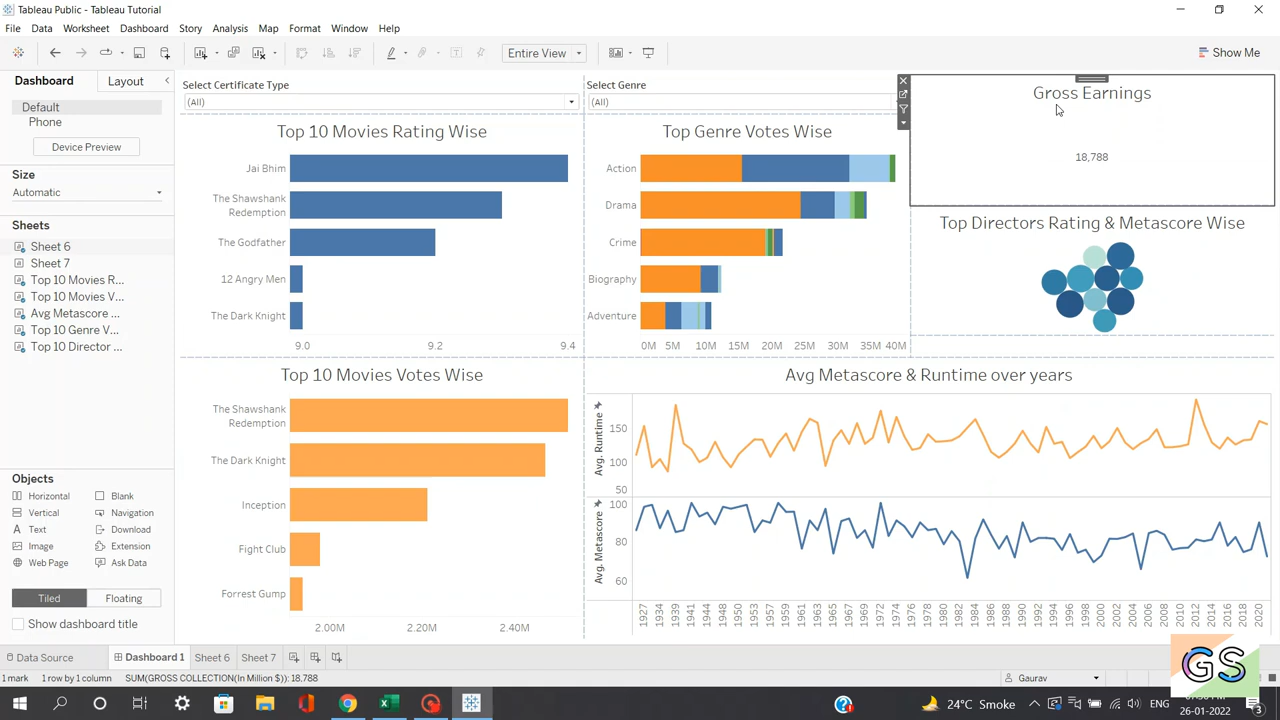 Tableau Public - Tableau Tutorial
File Data Worksheet Dashboard Story Analysis Map Format Window Help
Entire View
Show Me
Dashboard Layout
Default
Phone
Device Preview
Size
Automatic
Sheets
Sheet 6
Sheet 7
Top 10 Movies R...
Top 10 Movies V...
Avg Metascore ...
Top 10 Genre V...
Top 10 Director ...
Objects
Horizontal Blank
Vertical Navigation
Text Download
Image Extension
Web Page Ask Data
Tiled Floating
Show dashboard title
Select Certificate Type
(All)
Select Genre
(All)
Top 10 Movies Rating Wise
Jai Bhim
The Shawshank
Redemption
The Godfather
12 Angry Men
The Dark Knight
9.0 9.2 9.4
Top Genre Votes Wise
Action
Drama
Crime
Biography
Adventure
0M 5M 10M 15M 20M 25M 30M 35M 40M
Gross Earnings
18,788
Top Directors Rating & Metascore Wise
Top 10 Movies Votes Wise
The Shawshank
Redemption
The Dark Knight
Inception
Fight Club
Forrest Gump
2.00M 2.20M 2.40M
Avg Metascore & Runtime over years
Avg. Runtime
150
100
50
Avg. Metascore
100
80
60
1927 1934 1939 1941 1944 1948 1950 1953 1957 1959 1961 1963 1965 1967 1969 1972 1974 1976 1978 1980 1982 1984 1986 1988 1990 1992 1994 1996 1998 2000 2002 2004 2006 2008 2010 2012 2014 2016 2018 2020
Data Source Dashboard 1 Sheet 6 Sheet 7
1 mark 1 row by 1 column SUM(GROSS COLLECTION(In Million $)): 18,788
Gaurav
GS
24°C Smoke
26-01-2022